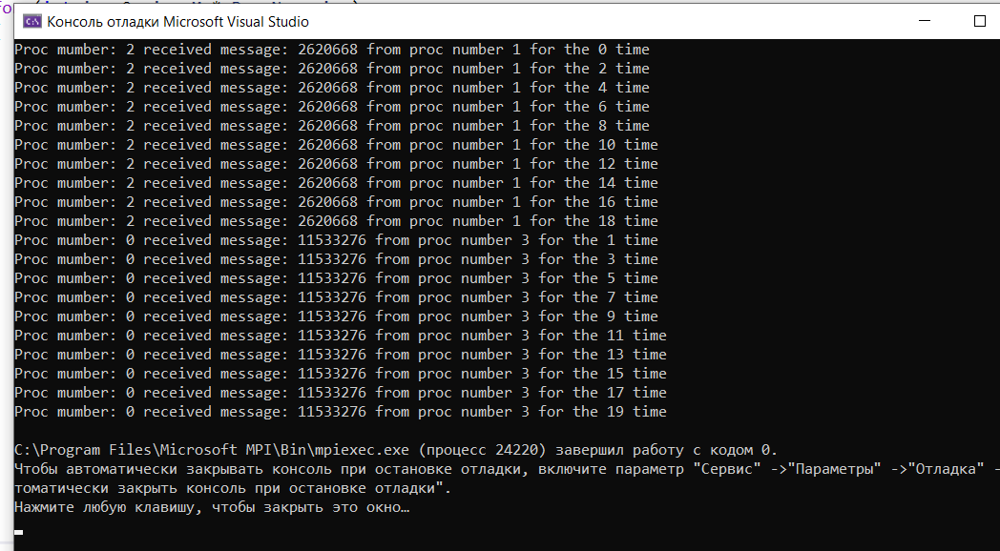 Консоль отладки Microsoft Visual Studio
Proc mumber: 2 received message: 2620668 from proc number 1 for the 0 time
Proc mumber: 2 received message: 2620668 from proc number 1 for the 2 time
Proc mumber: 2 received message: 2620668 from proc number 1 for the 4 time
Proc mumber: 2 received message: 2620668 from proc number 1 for the 6 time
Proc mumber: 2 received message: 2620668 from proc number 1 for the 8 time
Proc mumber: 2 received message: 2620668 from proc number 1 for the 10 time
Proc mumber: 2 received message: 2620668 from proc number 1 for the 12 time
Proc mumber: 2 received message: 2620668 from proc number 1 for the 14 time
Proc mumber: 2 received message: 2620668 from proc number 1 for the 16 time
Proc mumber: 2 received message: 2620668 from proc number 1 for the 18 time
Proc mumber: 0 received message: 11533276 from proc number 3 for the 1 time
Proc mumber: 0 received message: 11533276 from proc number 3 for the 3 time
Proc mumber: 0 received message: 11533276 from proc number 3 for the 5 time
Proc mumber: 0 received message: 11533276 from proc number 3 for the 7 time
Proc mumber: 0 received message: 11533276 from proc number 3 for the 9 time
Proc mumber: 0 received message: 11533276 from proc number 3 for the 11 time
Proc mumber: 0 received message: 11533276 from proc number 3 for the 13 time
Proc mumber: 0 received message: 11533276 from proc number 3 for the 15 time
Proc mumber: 0 received message: 11533276 from proc number 3 for the 17 time
Proc mumber: 0 received message: 11533276 from proc number 3 for the 19 time
C:\Program Files\Microsoft MPI\Bin\mpiexec.exe (процесс 24220) завершил работу с кодом 0.
Чтобы автоматически закрывать консоль при остановке отладки, включите параметр "Сервис" ->"Параметры" ->"Отладка" -
томатически закрыть консоль при остановке отладки".
Нажмите любую клавишу, чтобы закрыть это окно…